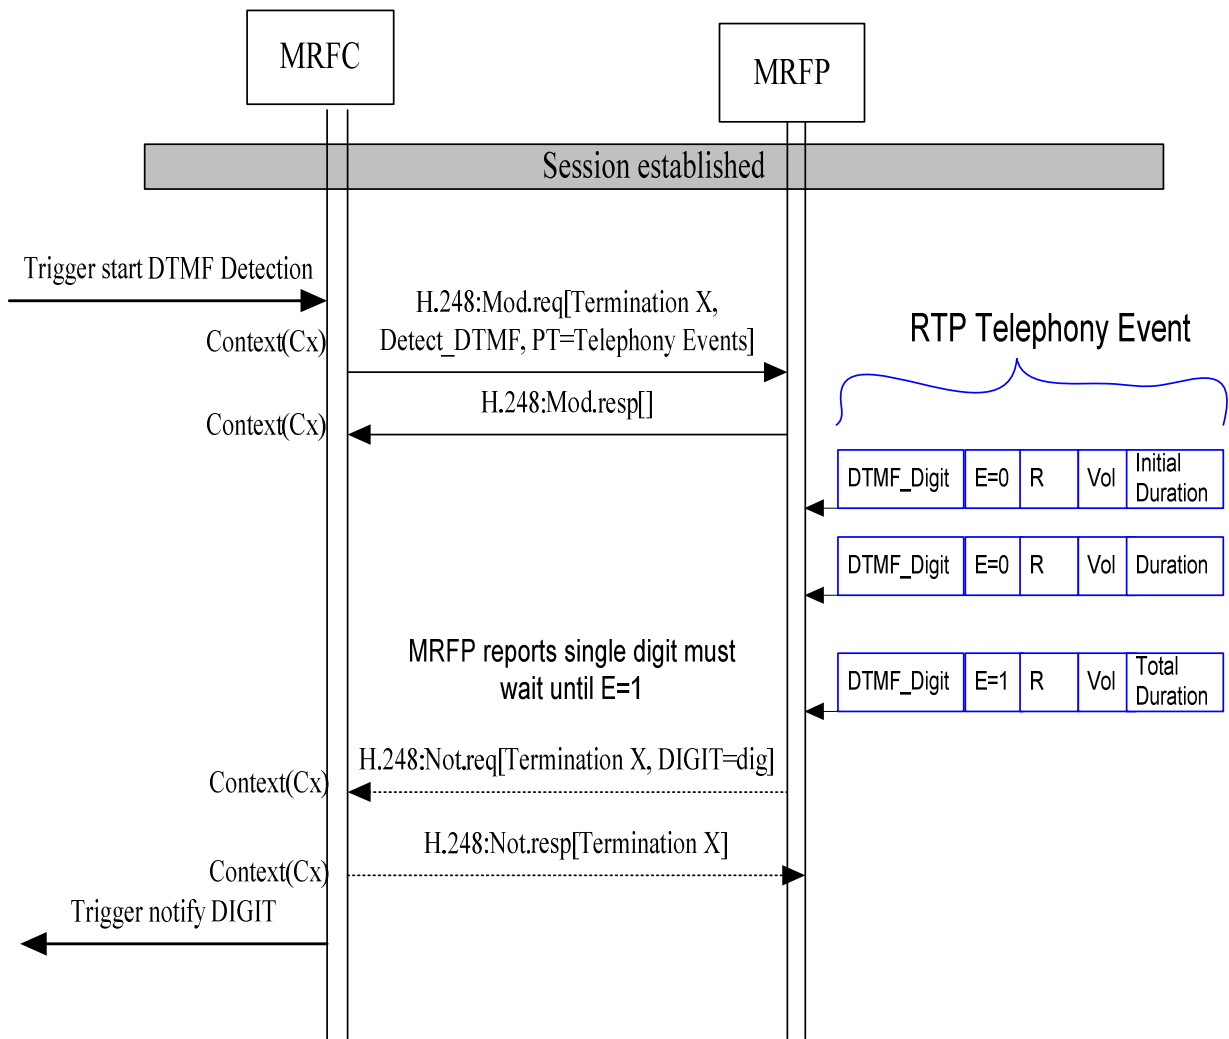 MRFC
MRFP
Session established
Trigger start DTMF Detection
H.248:Mod.req[Termination X,
Context(Cx)
Detect_DTMF, PT=Telephony Events]
RTP Telephony Event
H.248:Mod.resp[]
Context(Cx)
DTMF_Digit E=0 R Vol Initial
Duration
DTMF_Digit E=0 R Vol Duration
MRFP reports single digit must
wait until E=1
DTMF_Digit E=1 R Vol Total
Duration
H.248:Not.req[Termination X, DIGIT=dig]
Context(Cx)
H.248:Not.resp[Termination X]
Context(Cx)
Trigger notify DIGIT